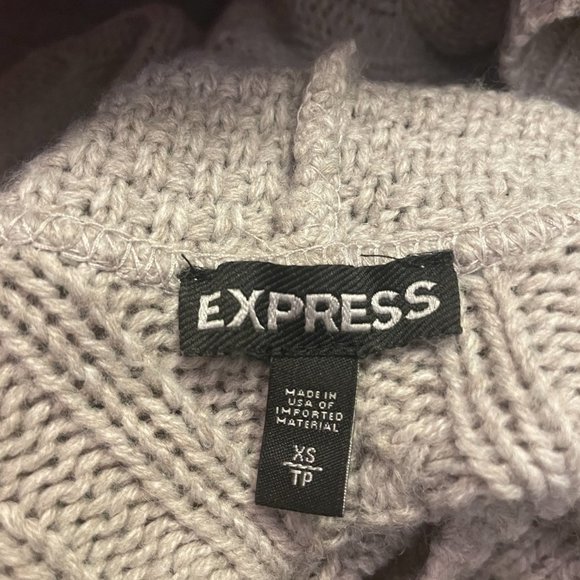 EXPRESS
MADE IN
USA OF
IMPORTED
MATERIAL
XS
TP